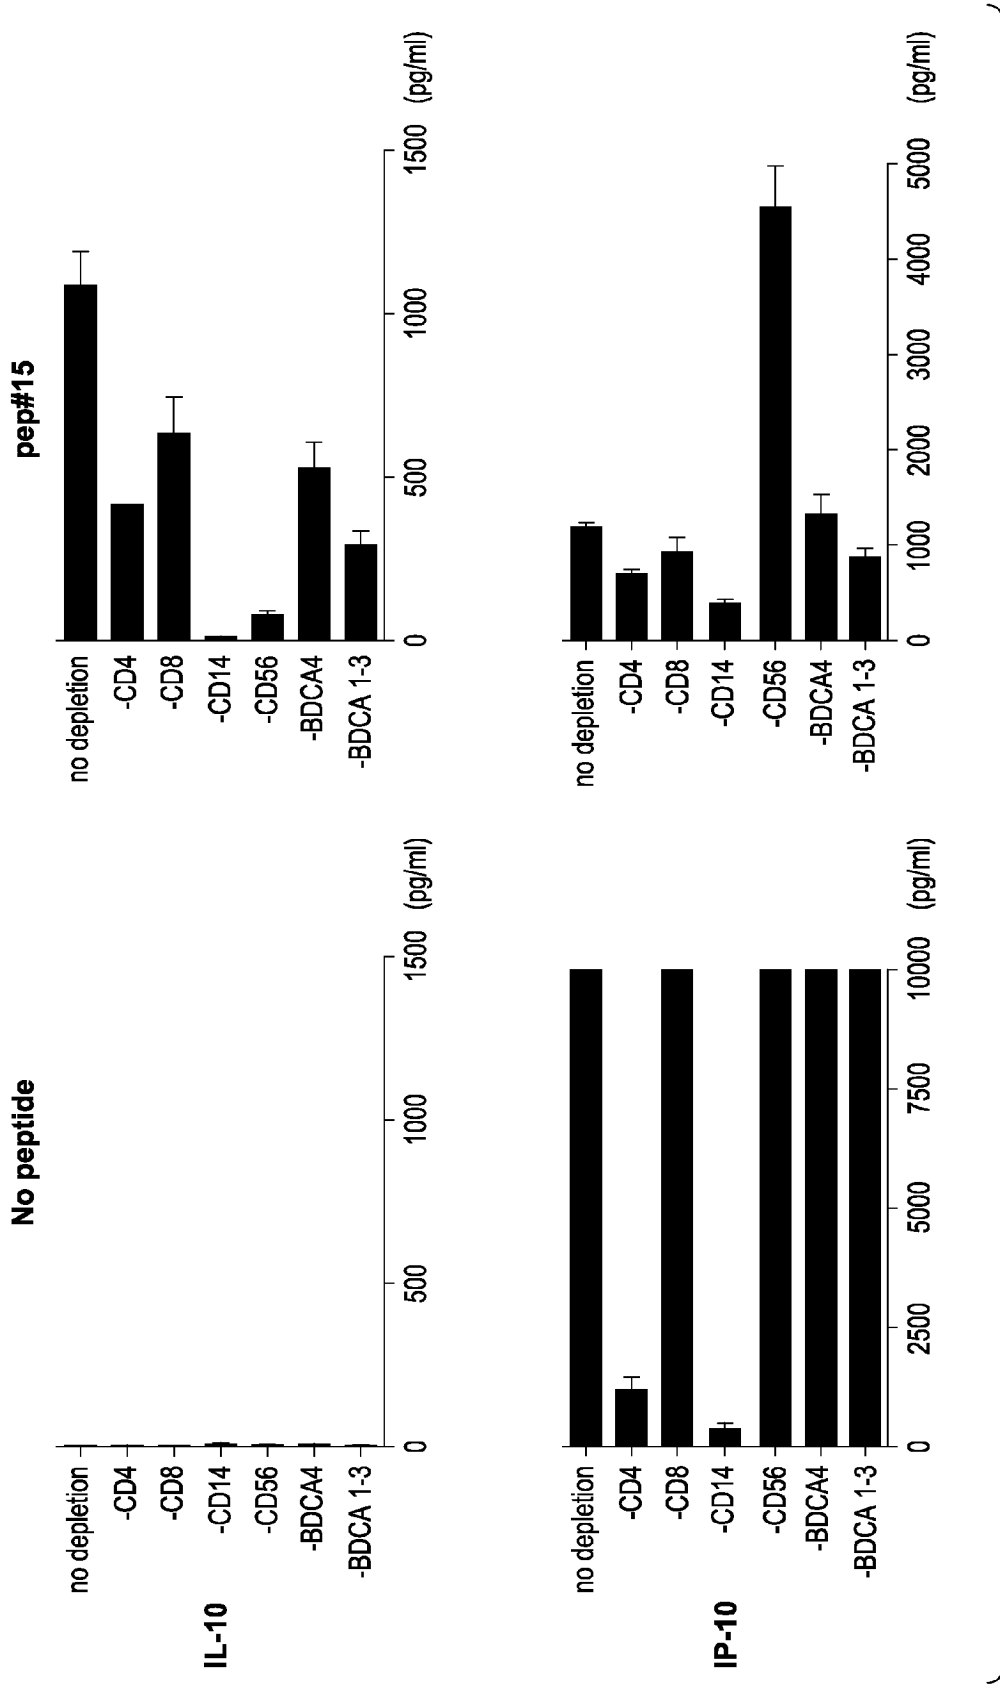 No peptide
pep#15
IL-10
no depletion
-CD4
-CD8
-CD14
-CD56
-BDCA4
-BDCA 1-3
0 500 1000 1500 (pg/ml)
no depletion
-CD4
-CD8
-CD14
-CD56
-BDCA4
-BDCA 1-3
0 500 1000 1500 (pg/ml)
IP-10
no depletion
-CD4
-CD8
-CD14
-CD56
-BDCA4
-BDCA 1-3
0 2500 5000 7500 10000 (pg/ml)
no depletion
-CD4
-CD8
-CD14
-CD56
-BDCA4
-BDCA 1-3
0 1000 2000 3000 4000 5000 (pg/ml)